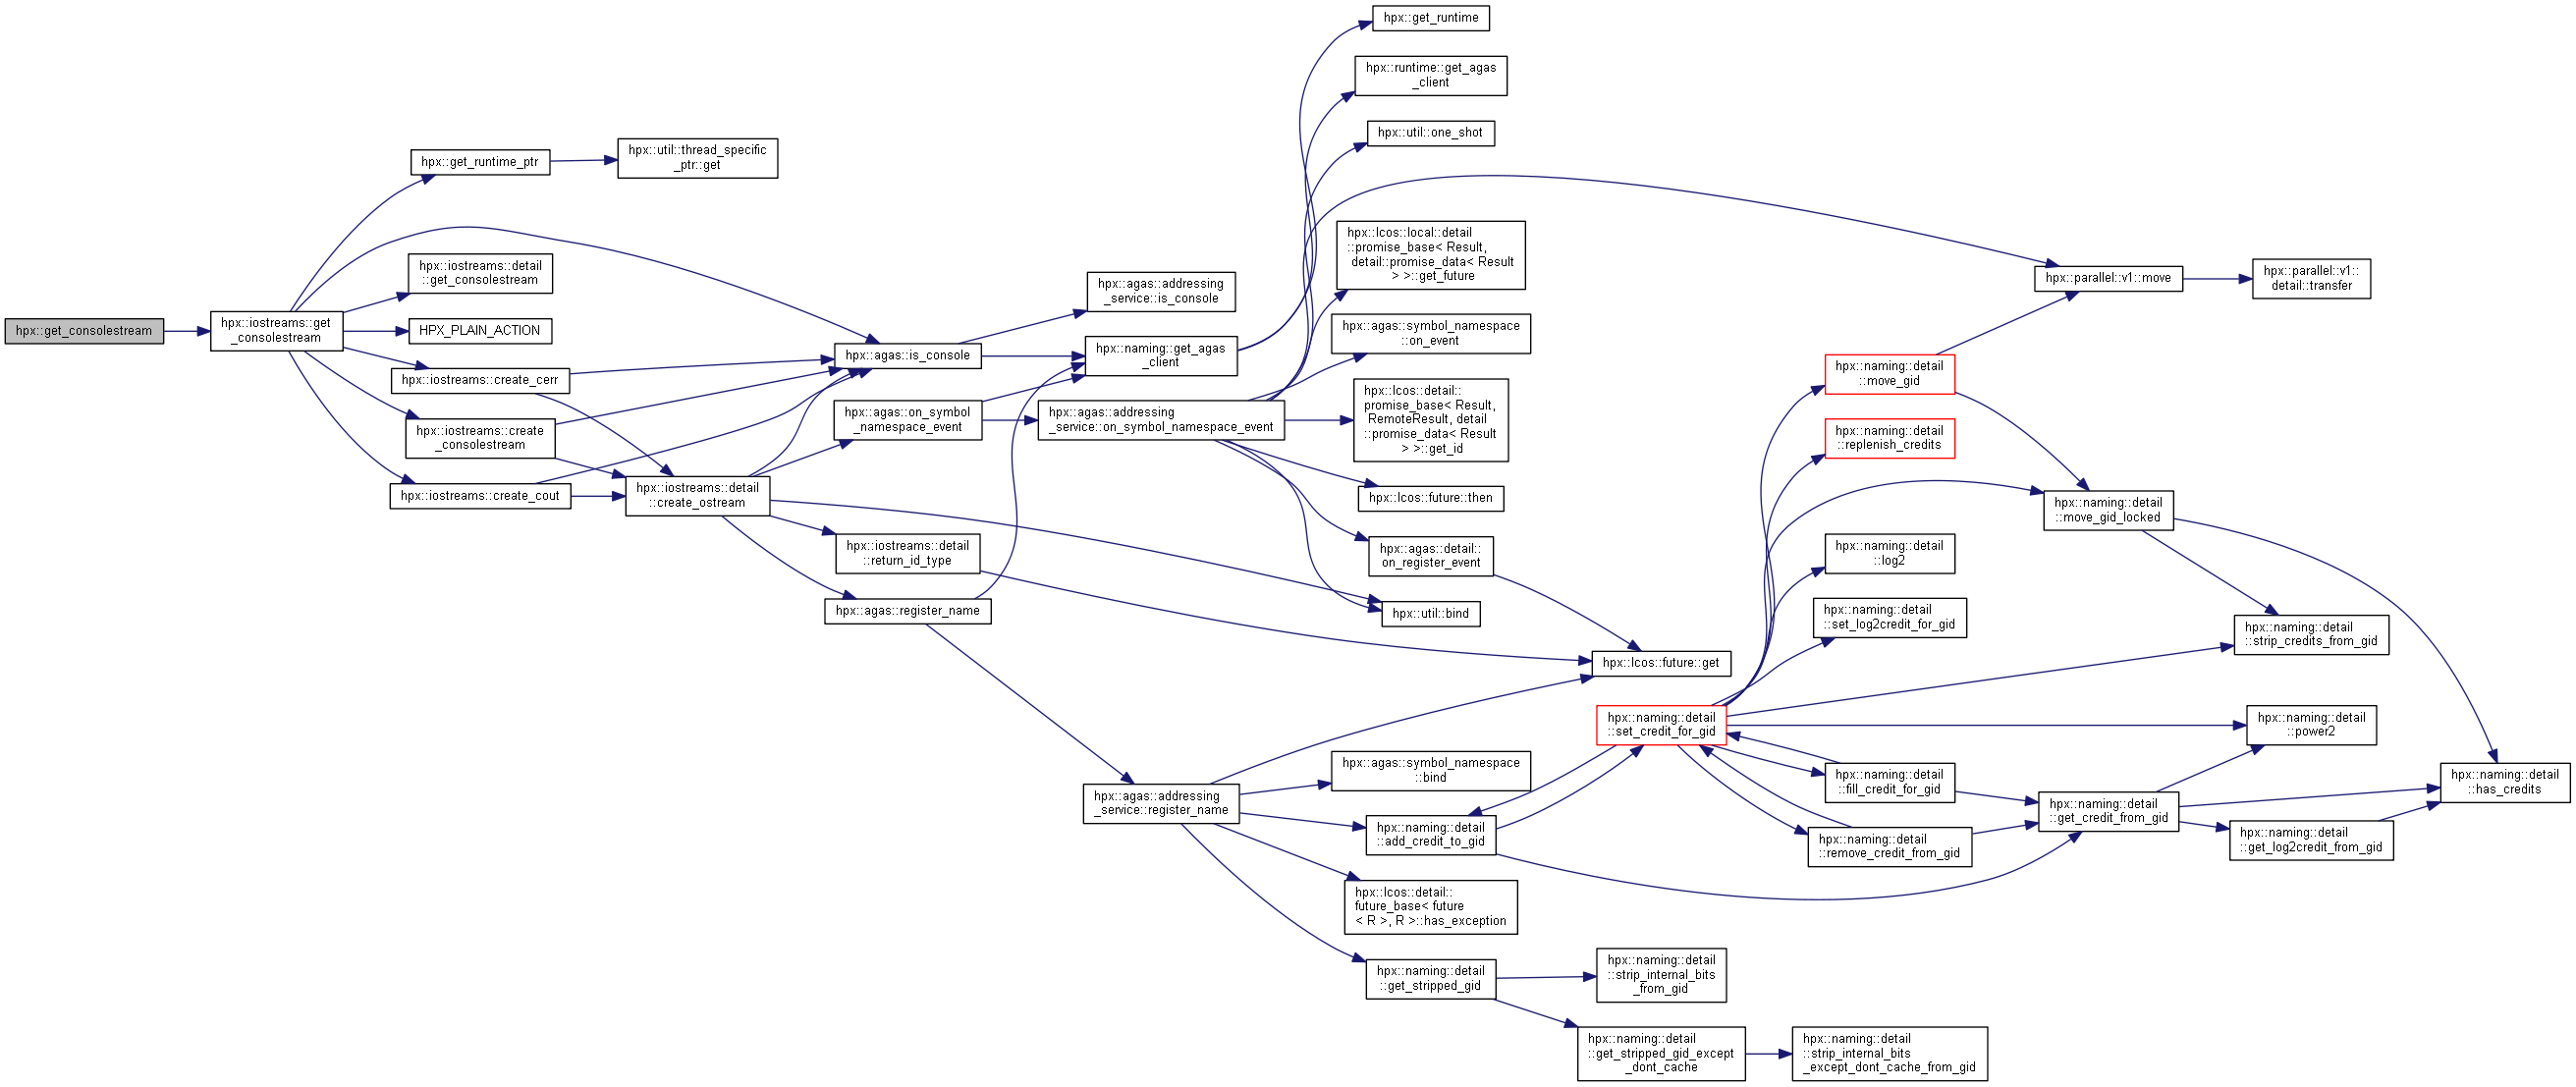 hpx::get_consolestream
hpx::iostreams::get
_consolestream
hpx::get_runtime_ptr
hpx::util::thread_specific
_ptr::get
hpx::iostreams::detail
::get_consolestream
HPX_PLAIN_ACTION
hpx::iostreams::create_cerr
hpx::iostreams::create
_consolestream
hpx::iostreams::create_cout
hpx::iostreams::detail
::create_ostream
hpx::agas::is_console
hpx::agas::on_symbol
_namespace_event
hpx::iostreams::detail
::return_id_type
hpx::agas::register_name
hpx::agas::addressing
_service::is_console
hpx::naming::get_agas
_client
hpx::agas::addressing
_service::on_symbol_namespace_event
hpx::agas::addressing
_service::register_name
hpx::get_runtime
hpx::runtime::get_agas
_client
hpx::util::one_shot
hpx::lcos::local::detail
::promise_base< Result,
detail::promise_data< Result
> >::get_future
hpx::agas::symbol_namespace
::on_event
hpx::lcos::detail::
promise_base< Result,
RemoteResult, detail
::promise_data< Result
> >::get_id
hpx::lcos::future::then
hpx::agas::detail::
on_register_event
hpx::util::bind
hpx::agas::symbol_namespace
::bind
hpx::naming::detail
::add_credit_to_gid
hpx::lcos::detail::
future_base< future
< R >, R >::has_exception
hpx::naming::detail
::get_stripped_gid
hpx::lcos::future::get
hpx::naming::detail
::set_credit_for_gid
hpx::naming::detail
::strip_internal_bits
_from_gid
hpx::naming::detail
::get_stripped_gid_except
_dont_cache
hpx::naming::detail
::move_gid
hpx::naming::detail
::replenish_credits
hpx::naming::detail
::log2
hpx::naming::detail
::set_log2credit_for_gid
hpx::naming::detail
::fill_credit_for_gid
hpx::naming::detail
::remove_credit_from_gid
hpx::naming::detail
::strip_internal_bits
_except_dont_cache_from_gid
hpx::parallel::v1::move
hpx::naming::detail
::move_gid_locked
hpx::naming::detail
::get_credit_from_gid
hpx::parallel::v1::
detail::transfer
hpx::naming::detail
::strip_credits_from_gid
hpx::naming::detail
::power2
hpx::naming::detail
::get_log2credit_from_gid
hpx::naming::detail
::has_credits